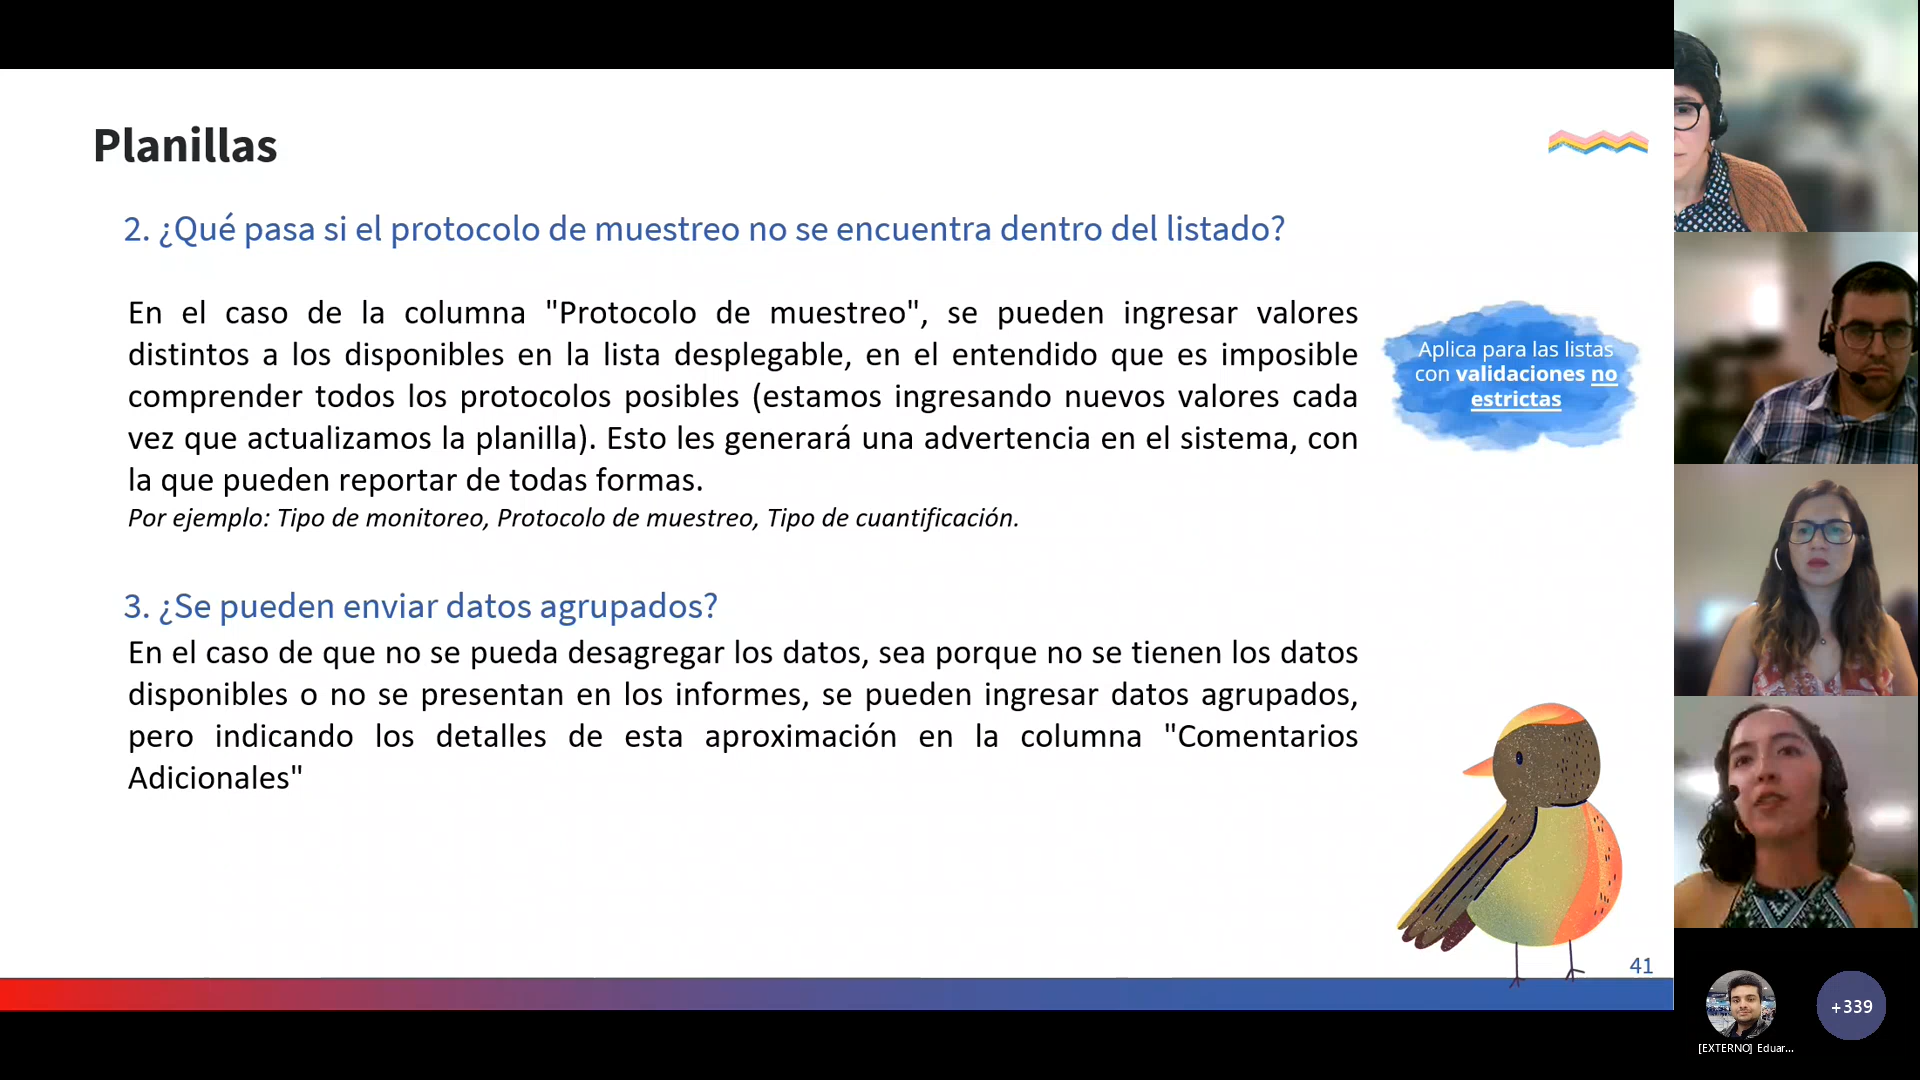 Planillas
2. ¿Qué pasa si el protocolo de muestreo no se encuentra dentro del listado?
En el caso de la columna "Protocolo de muestreo", se pueden ingresar valores
distintos a los disponibles en la lista desplegable, en el entendido que es imposible
comprender todos los protocolos posibles (estamos ingresando nuevos valores cada
vez que actualizamos la planilla). Esto les generará una advertencia en el sistema, con
la que pueden reportar de todas formas.
Por ejemplo: Tipo de monitoreo, Protocolo de muestreo, Tipo de cuantificación.
Aplica para las listas
con validaciones no
estrictas
3. ¿Se pueden enviar datos agrupados?
En el caso de que no se pueda desagregar los datos, sea porque no se tienen los datos
disponibles o no se presentan en los informes, se pueden ingresar datos agrupados,
pero indicando los detalles de esta aproximación en la columna "Comentarios
Adicionales"
41
+339
[EXTERNO] Eduar...